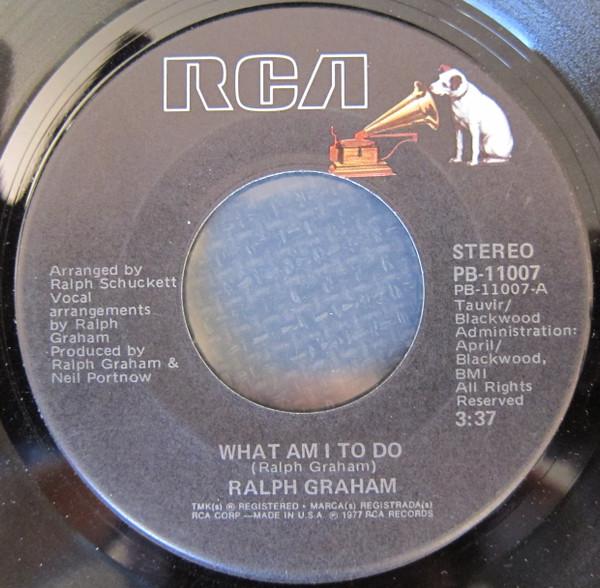 RCA
Arranged by
Ralph Schuckett
Vocal
arrangements
by Ralph
Graham
Produced by
Ralph Graham &
Neil Portnow
STEREO
PB-11007
PB-11007-A
Tauvir/
Blackwood
Administration:
April/
Blackwood,
BMI
All Rights
Reserved
3:37
WHAT AM I TO DO
(Ralph Graham)
RALPH GRAHAM
TMK(s) ® REGISTERED • MARCA(s) REGISTRADA(s)
RCA CORP.—MADE IN U.S.A. ℗ 1977 RCA RECORDS